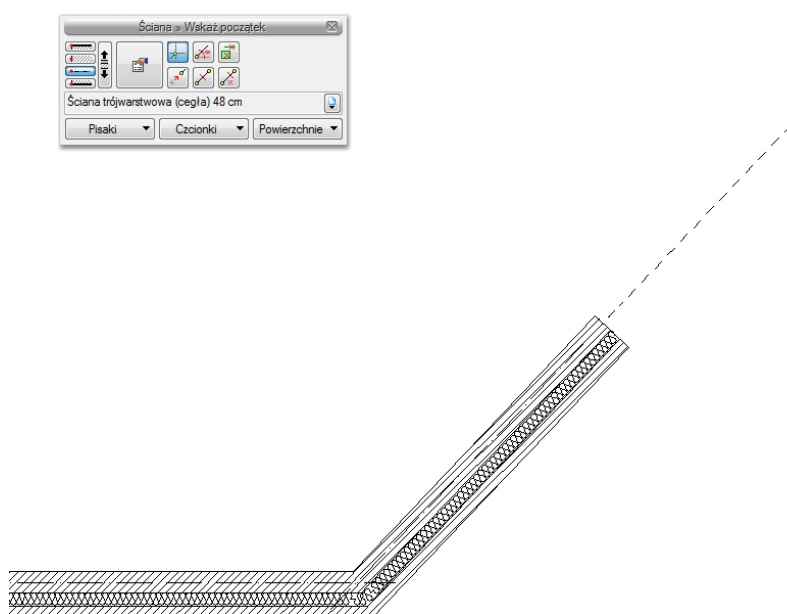 Ściana » Wskaż początek
Ściana trójwarstwowa (cegła) 48 cm
Pisaki Czcionki Powierzchnie